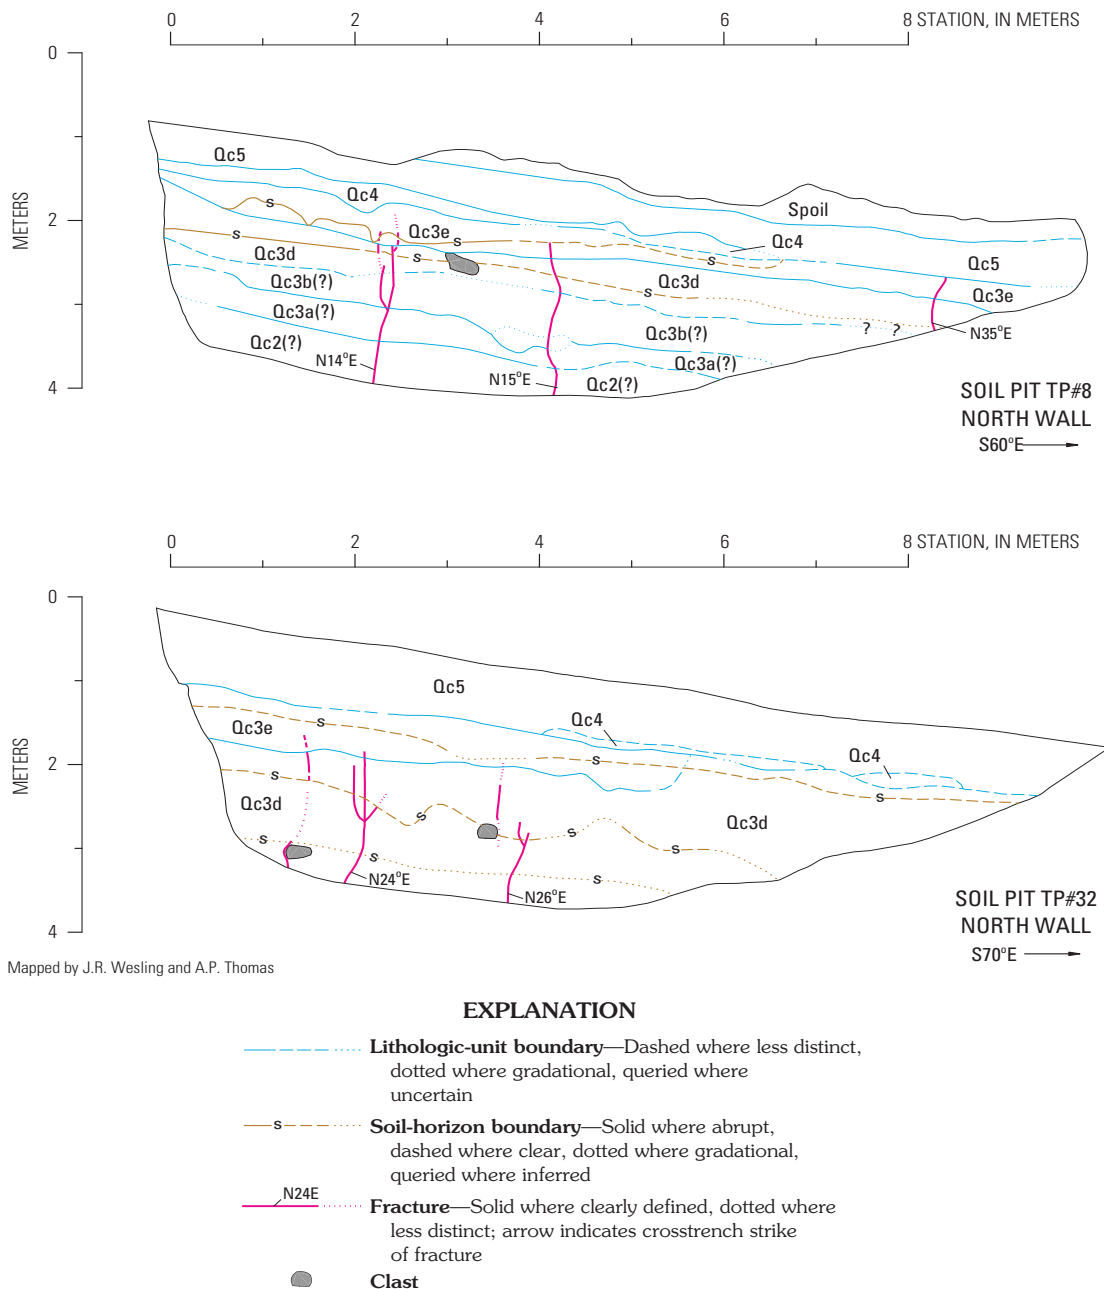 0 2 4 6 8 STATION, IN METERS
0
2
4
METERS
Qc5
Qc4
Spoil
Qc3e
Qc4
Qc3d
Qc5
Qc3b(?)
Qc3d
Qc3e
Qc3a(?)
Qc3b(?)
? ?
N35°E
Qc2(?)
N14°E
Qc3a(?)
N15°E
Qc2(?)
S
S
S
S
S
S
SOIL PIT TP#8
NORTH WALL
S60°E
0 2 4 6 8 STATION, IN METERS
0
2
4
METERS
Qc5
Qc4
Qc3e
Qc4
Qc3d
Qc3d
S
S
S
S
S
S
S
S
S
S
N24°E
N26°E
SOIL PIT TP#32
NORTH WALL
S70°E
Mapped by J.R. Wesling and A.P. Thomas
EXPLANATION
Lithologic-unit boundary—Dashed where less distinct,
dotted where gradational, queried where
uncertain
S
Soil-horizon boundary—Solid where abrupt,
dashed where clear, dotted where gradational,
queried where inferred
N24E
Fracture—Solid where clearly defined, dotted where
less distinct; arrow indicates crosstrench strike
of fracture
Clast